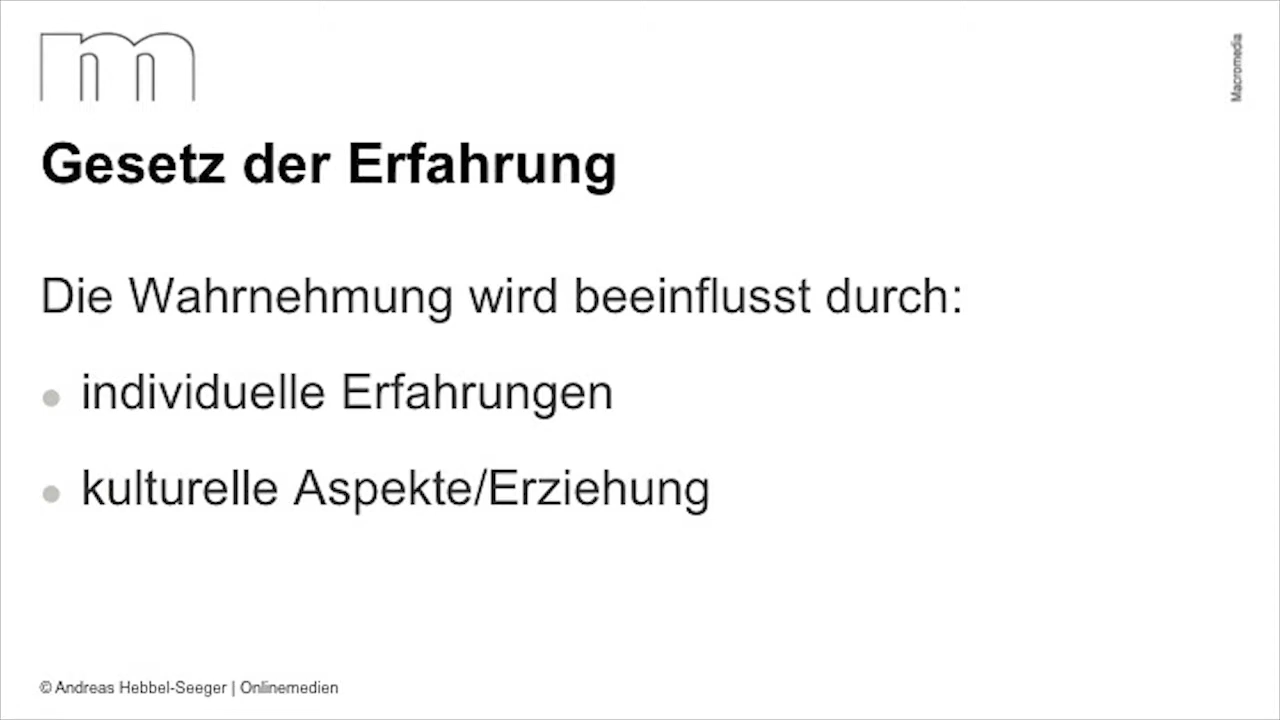 m
Macromedia
Gesetz der Erfahrung
Die Wahrnehmung wird beeinflusst durch:
• individuelle Erfahrungen
• kulturelle Aspekte/Erziehung
© Andreas Hebbel-Seeger | Onlinemedien